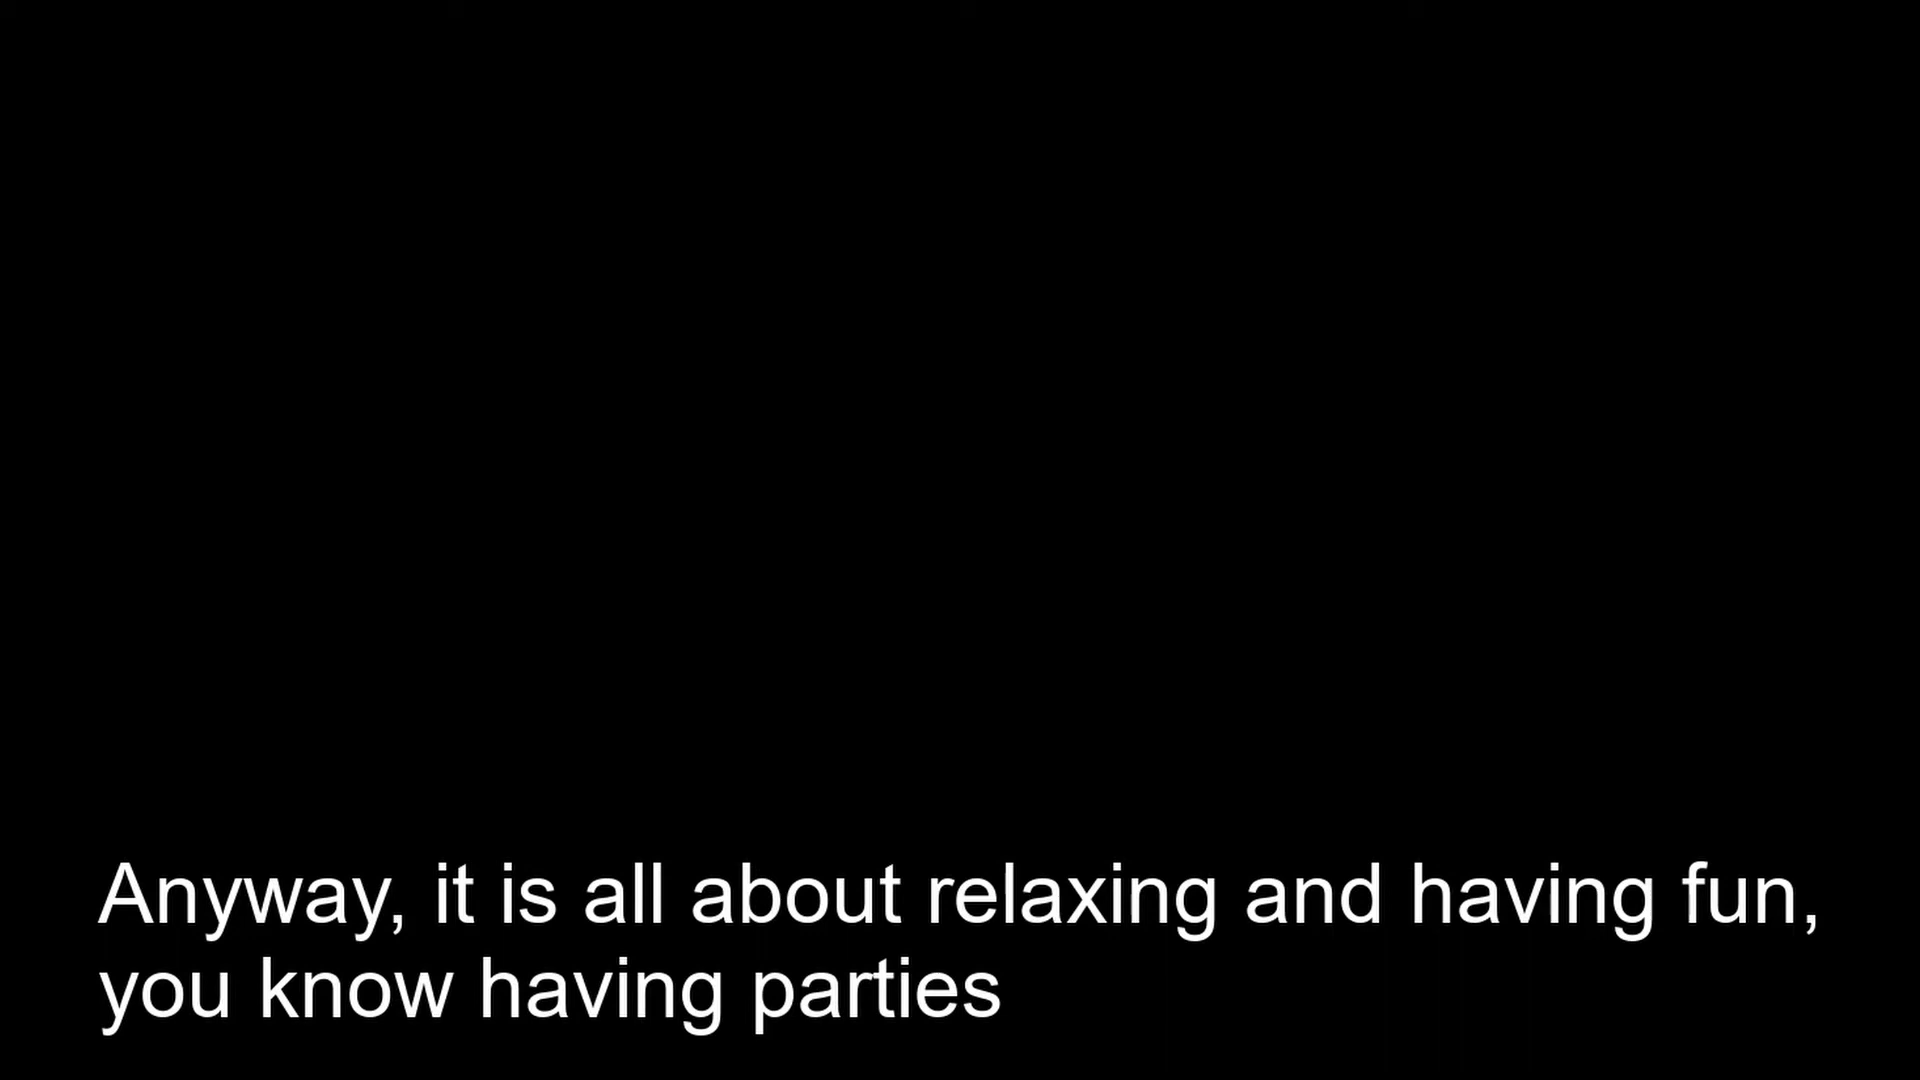 Anyway, it is all about relaxing and having fun,
you know having parties